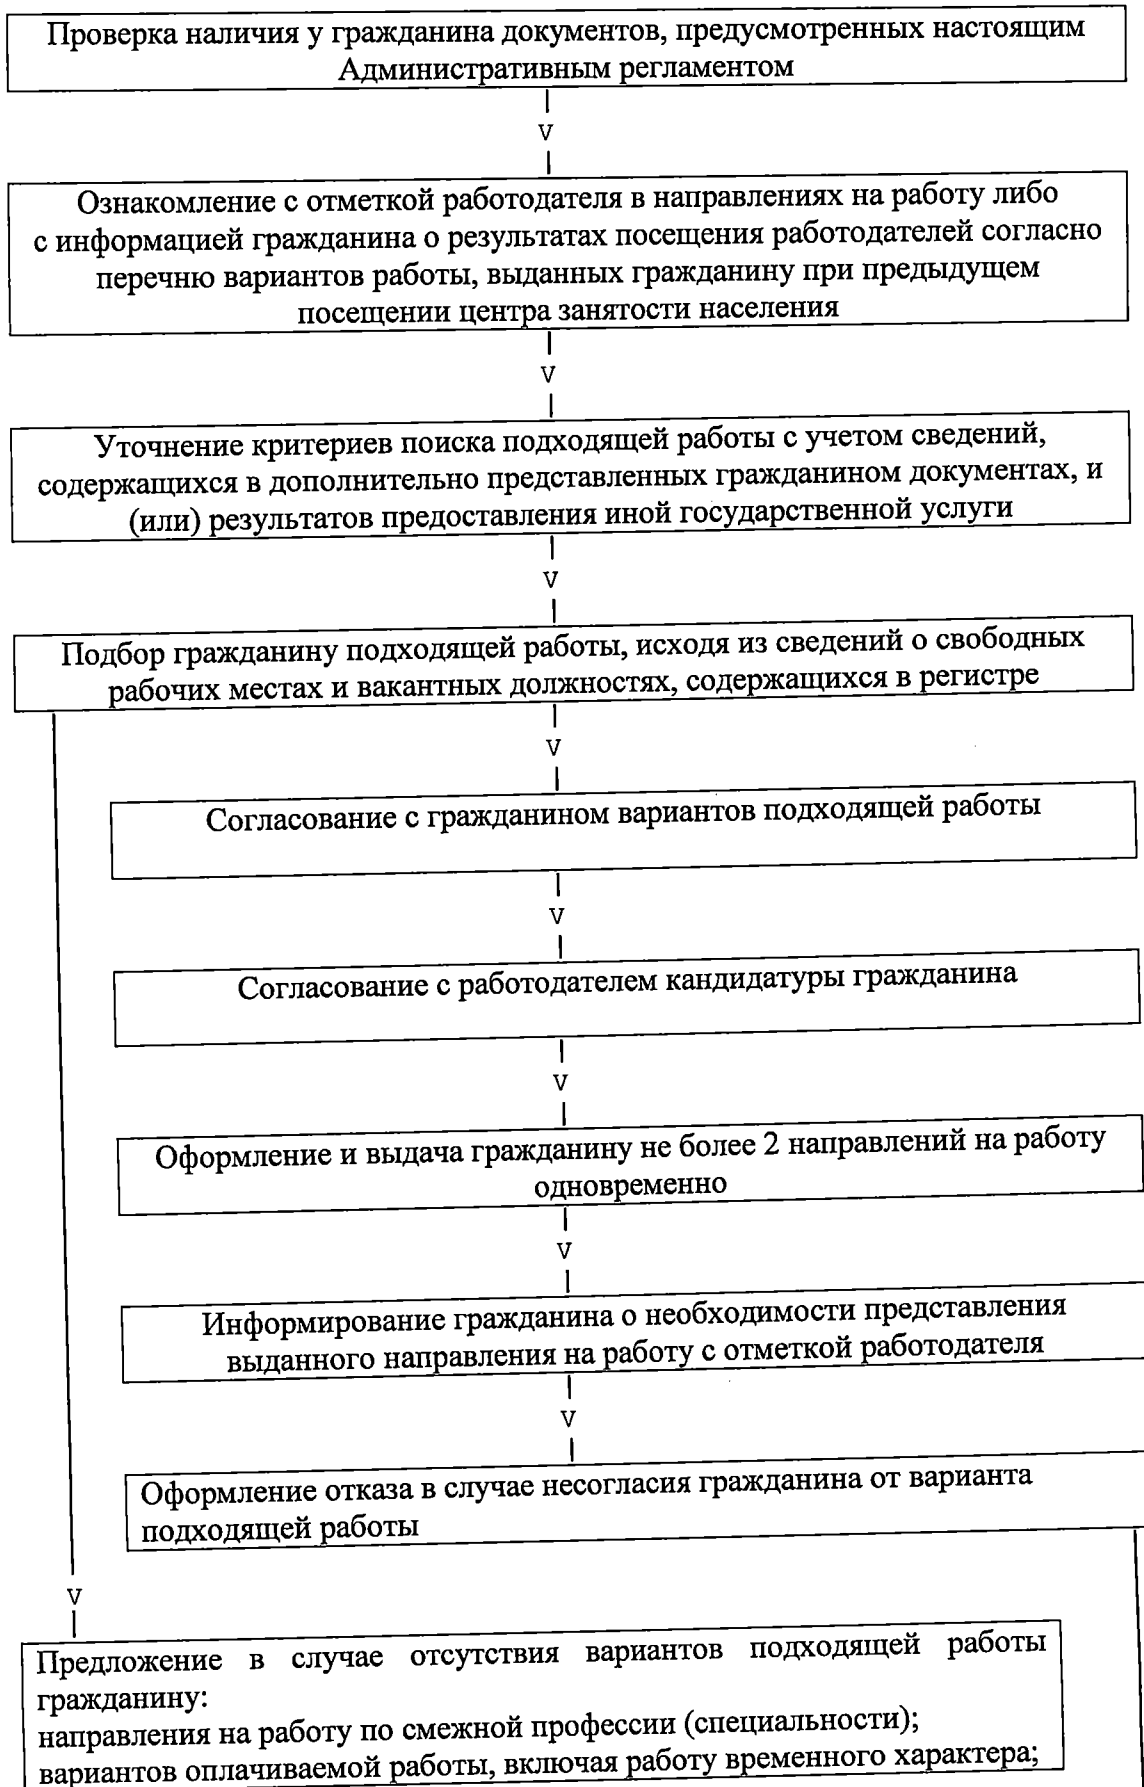 Проверка наличия у гражданина документов, предусмотренных настоящим
Административным регламентом
V
Ознакомление с отметкой работодателя в направлениях на работу либо
с информацией гражданина о результатах посещения работодателей согласно
перечню вариантов работы, выданных гражданину при предыдущем
посещении центра занятости населения
V
Уточнение критериев поиска подходящей работы с учетом сведений,
содержащихся в дополнительно представленных гражданином документах, и
(или) результатов предоставления иной государственной услуги
V
Подбор гражданину подходящей работы, исходя из сведений о свободных
рабочих местах и вакантных должностях, содержащихся в регистре
V
Согласование с гражданином вариантов подходящей работы
V
Согласование с работодателем кандидатуры гражданина
V
Оформление и выдача гражданину не более 2 направлений на работу
одновременно
V
Информирование гражданина о необходимости представления
выданного направления на работу с отметкой работодателя
V
Оформление отказа в случае несогласия гражданина от варианта
подходящей работы
V
Предложение в случае отсутствия вариантов подходящей работы
гражданину:
направления на работу по смежной профессии (специальности);
вариантов оплачиваемой работы, включая работу временного характера;